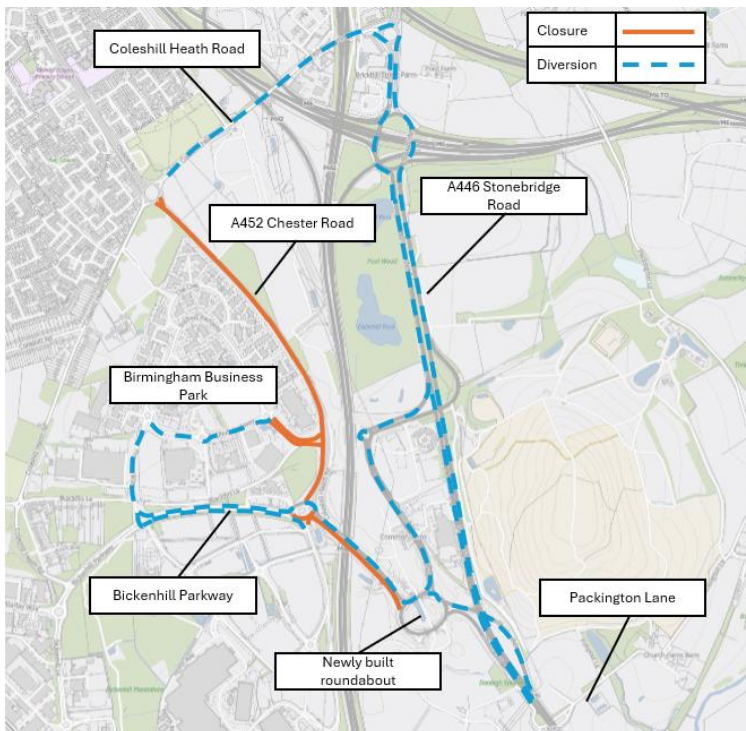 Coleshill Heath Road
Closure
Diversion
A452 Chester Road
A446 Stonebridge
Road
Birmingham Business
Park
Bickenhill Parkway
Packington Lane
Newly built
roundabout